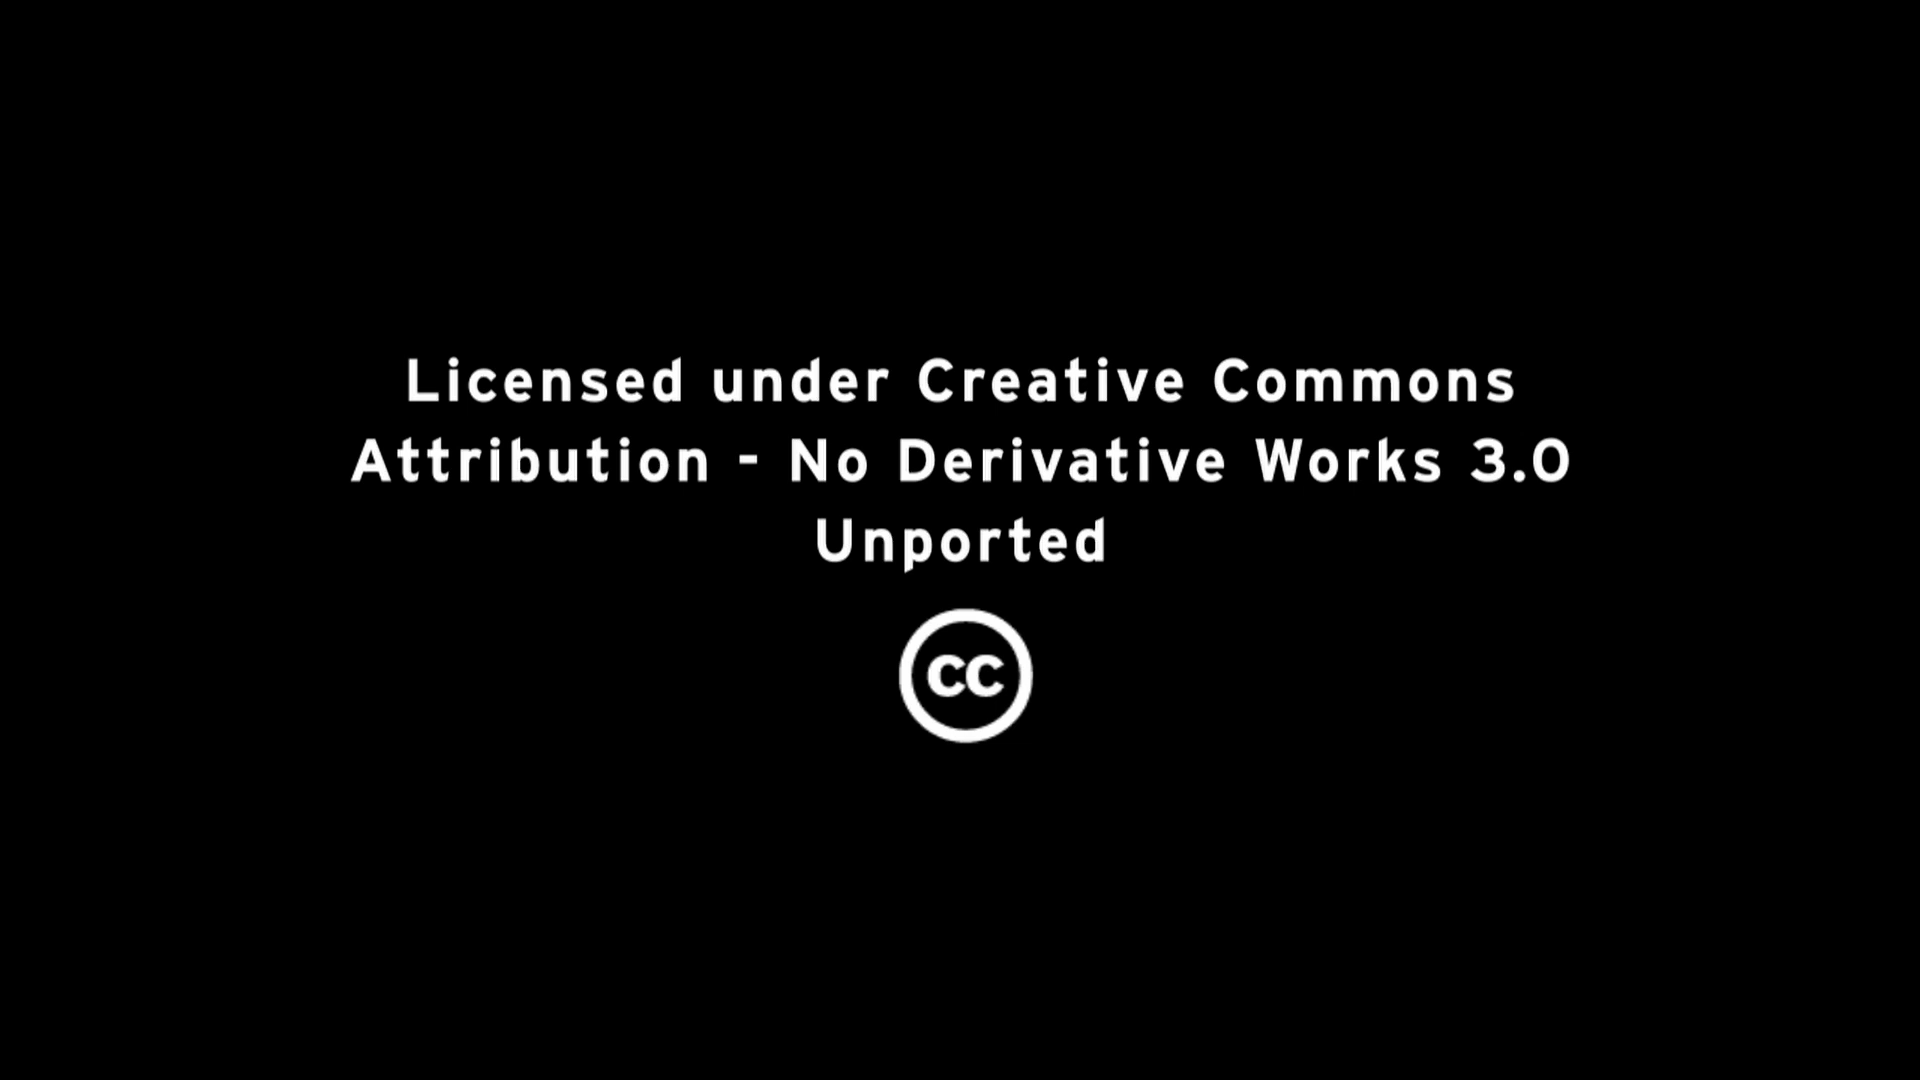 Licensed under Creative Commons
Attribution - No Derivative Works 3.0
Unported
cc